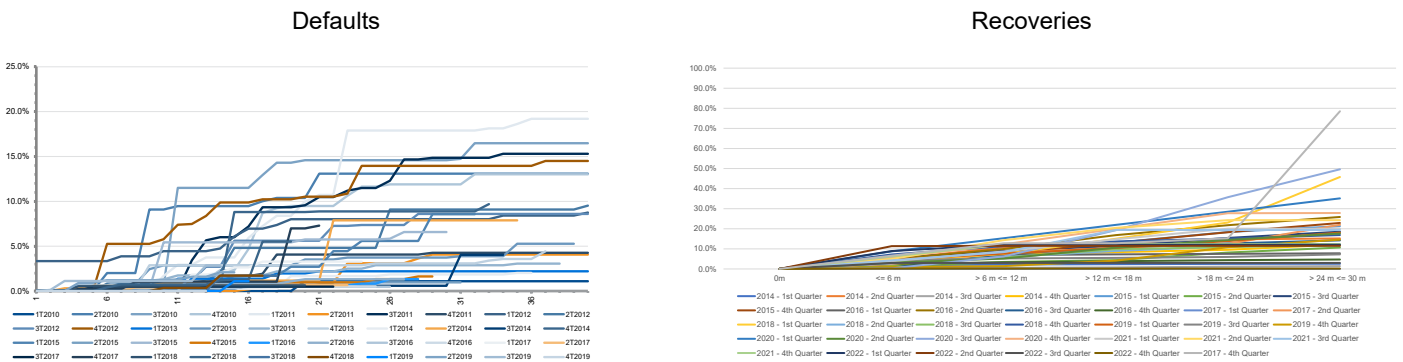 Defaults
Recoveries
25.0%
20.0%
15.0%
10.0%
5.0%
0.0%
1 6 11 16 21 26 31 36
1T2010 2T2010 3T2010 4T2010 1T2011 2T2011 3T2011 4T2011 1T2012 2T2012
3T2012 4T2012 1T2013 2T2013 3T2013 4T2013 1T2014 2T2014 3T2014 4T2014
1T2015 2T2015 3T2015 4T2015 1T2016 2T2016 3T2016 4T2016 1T2017 2T2017
3T2017 4T2017 1T2018 2T2018 3T2018 4T2018 1T2019 2T2019 3T2019 4T2019
100.0%
90.0%
80.0%
70.0%
60.0%
50.0%
40.0%
30.0%
20.0%
10.0%
0.0%
0m <= 6 m > 6 m <= 12 m > 12 m <= 18 m > 18 m <= 24 m > 24 m <= 30 m
2014 - 1st Quarter 2014 - 2nd Quarter 2014 - 3rd Quarter 2014 - 4th Quarter 2015 - 1st Quarter 2015 - 2nd Quarter 2015 - 3rd Quarter
2015 - 4th Quarter 2016 - 1st Quarter 2016 - 2nd Quarter 2016 - 3rd Quarter 2016 - 4th Quarter 2017 - 1st Quarter 2017 - 2nd Quarter
2018 - 1st Quarter 2018 - 2nd Quarter 2018 - 3rd Quarter 2018 - 4th Quarter 2019 - 1st Quarter 2019 - 3rd Quarter 2019 - 4th Quarter
2020 - 1st Quarter 2020 - 2nd Quarter 2020 - 3rd Quarter 2020 - 4th Quarter 2021 - 1st Quarter 2021 - 2nd Quarter 2021 - 3rd Quarter
2021 - 4th Quarter 2022 - 1st Quarter 2022 - 2nd Quarter 2022 - 3rd Quarter 2022 - 4th Quarter 2017 - 4th Quarter